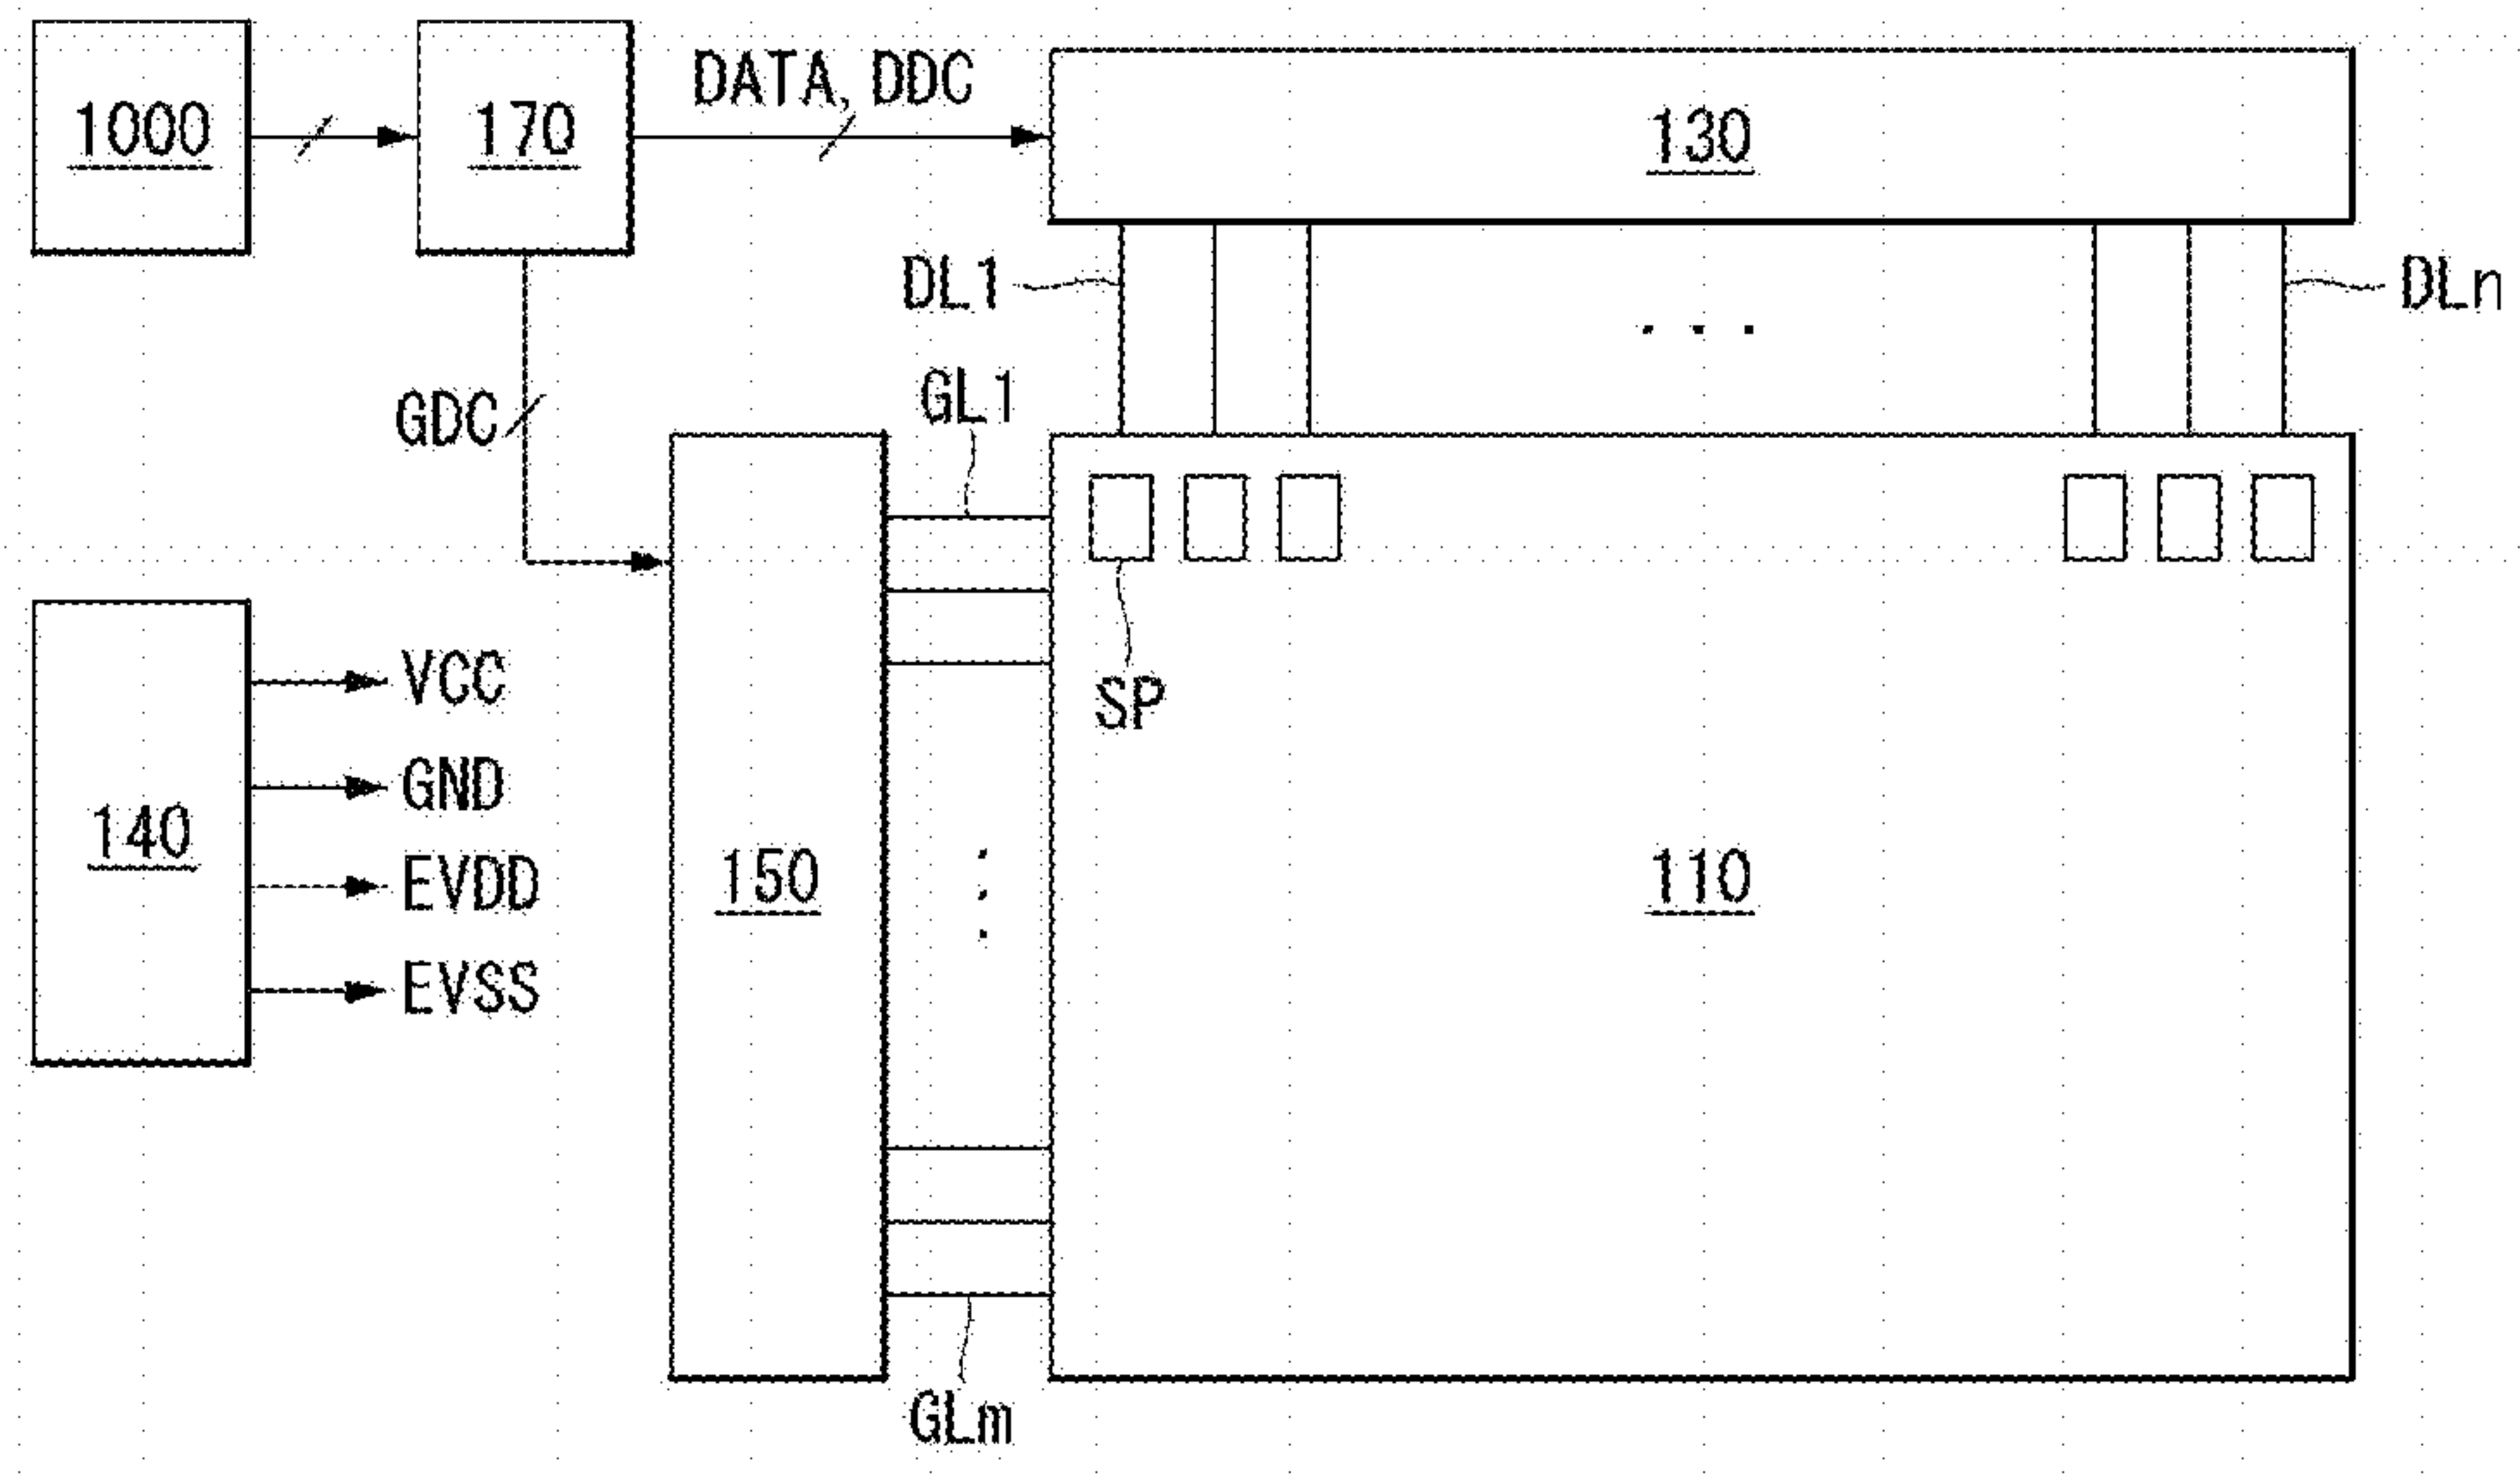 1000
170
DATA, DDC
130
DL1
DLn
GL1
GDC
SP
VCC
GND
140
EVDD
150
110
EVSS
GLm